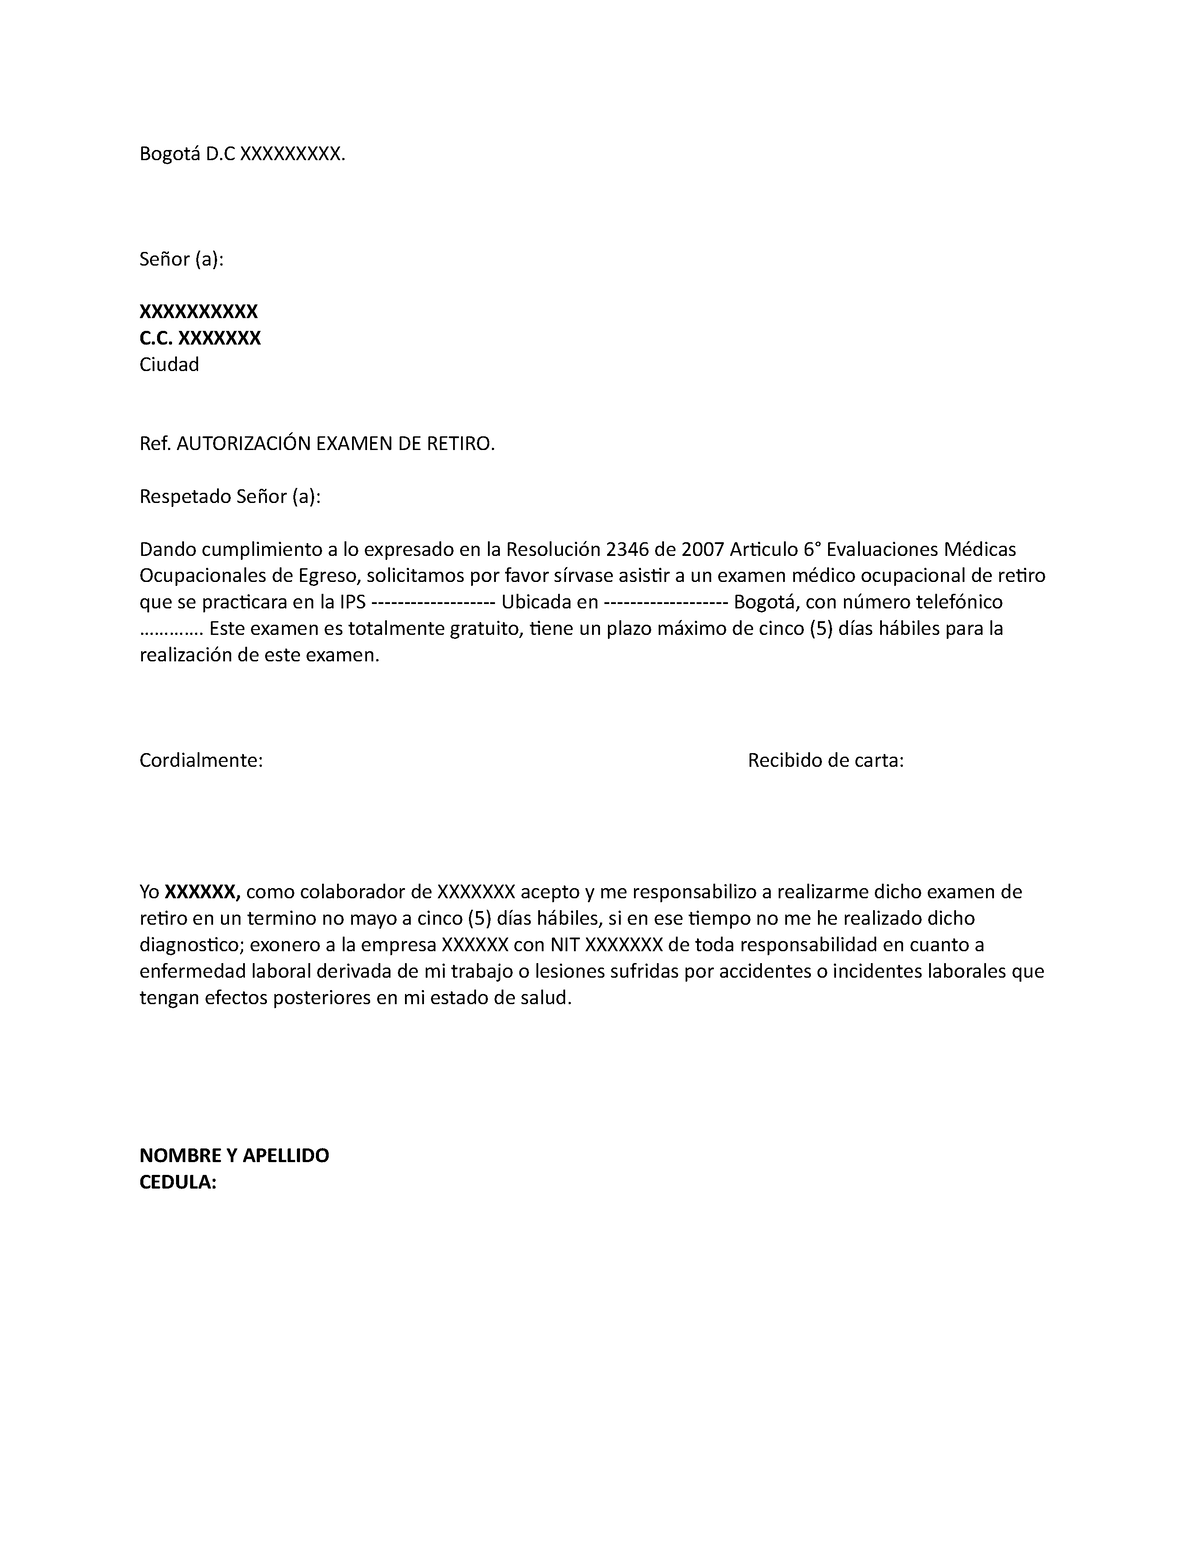 Bogotá D.C XXXXXXXXX.
Señor (a):
XXXXXXXXXX
C.C. XXXXXXX
Ciudad
Ref. AUTORIZACIÓN EXAMEN DE RETIRO.
Respetado Señor (a):
Dando cumplimiento a lo expresado en la Resolución 2346 de 2007 Articulo 6° Evaluaciones Médicas
Ocupacionales de Egreso, solicitamos por favor sírvase asistir a un examen médico ocupacional de retiro
que se practicara en la IPS ------------------- Ubicada en ------------------- Bogotá, con número telefónico
…………. Este examen es totalmente gratuito, tiene un plazo máximo de cinco (5) días hábiles para la
realización de este examen.
Cordialmente: Recibido de carta:
Yo XXXXXX, como colaborador de XXXXXXX acepto y me responsabilizo a realizarme dicho examen de
retiro en un termino no mayo a cinco (5) días hábiles, si en ese tiempo no me he realizado dicho
diagnostico; exonero a la empresa XXXXXX con NIT XXXXXXX de toda responsabilidad en cuanto a
enfermedad laboral derivada de mi trabajo o lesiones sufridas por accidentes o incidentes laborales que
tengan efectos posteriores en mi estado de salud.
NOMBRE Y APELLIDO
CEDULA: